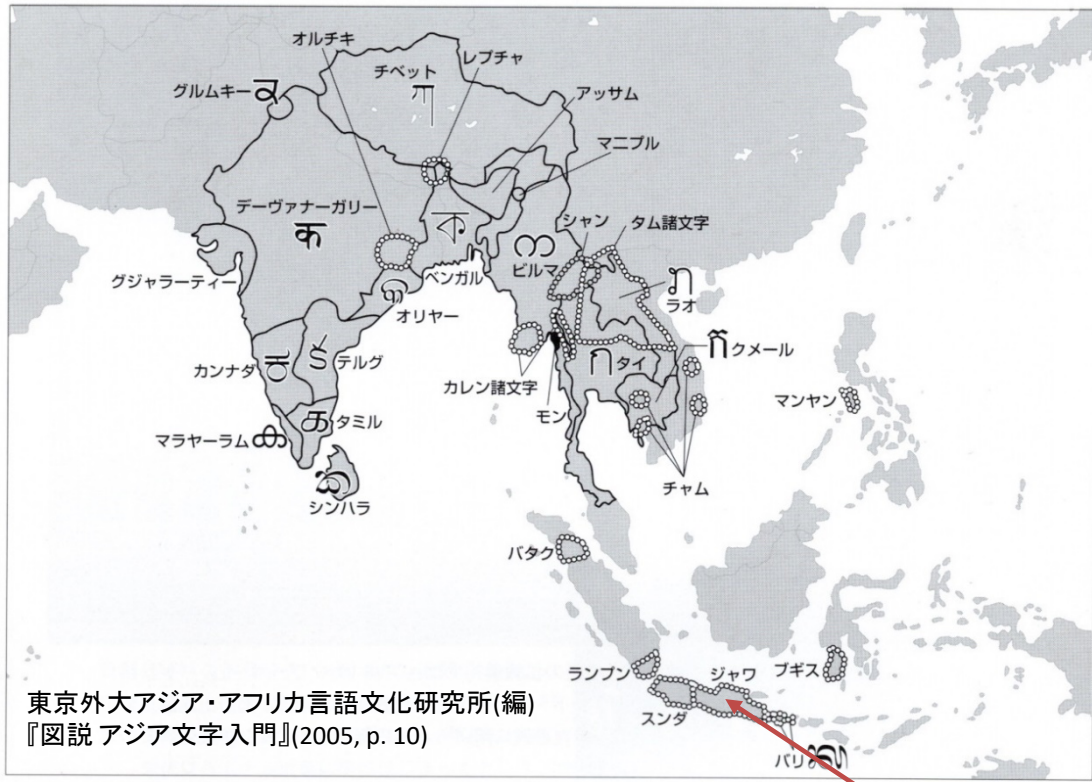 オルチキ
レプチャ
チベット
ཀ
グルムキー
ਕ
アッサム
マニプル
デーヴァナーガリー
क
シャン
タム諸文字
ক
က
ビルマ
グジャラーティー
ベンガル
オリヤー
ラオ
カンナダ
ಕ
テルグ
క
ก
タイ
クメール
カレン諸文字
モン
マンヤン
マラヤーラム
ക
タミル
க
チャム
シンハラ
ක
バタク
ランプン
ジャワ
ブギス
スンダ
バリ
東京外大アジア・アフリカ言語文化研究所(編)
『図説 アジア文字入門』(2005, p. 10)